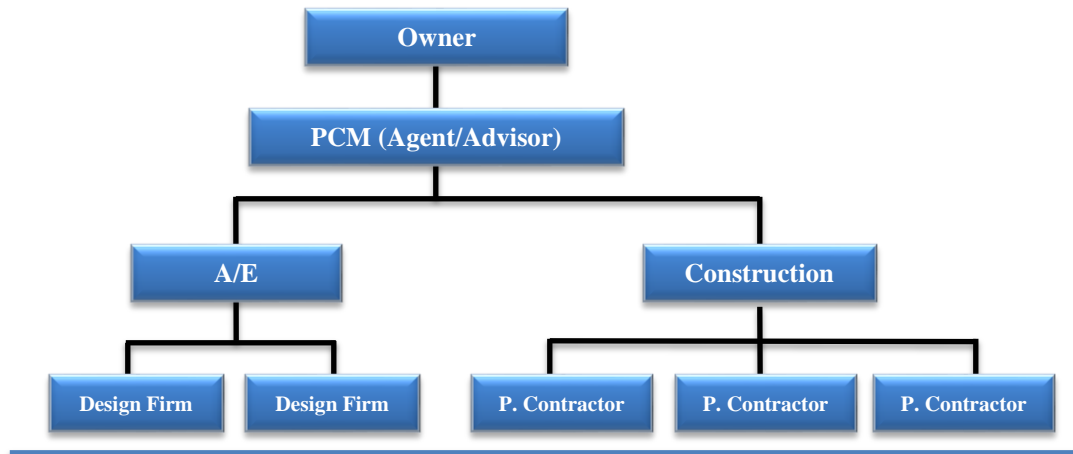 Owner
PCM (Agent/Advisor)
A/E
Construction
Design Firm
Design Firm
P. Contractor
P. Contractor
P. Contractor